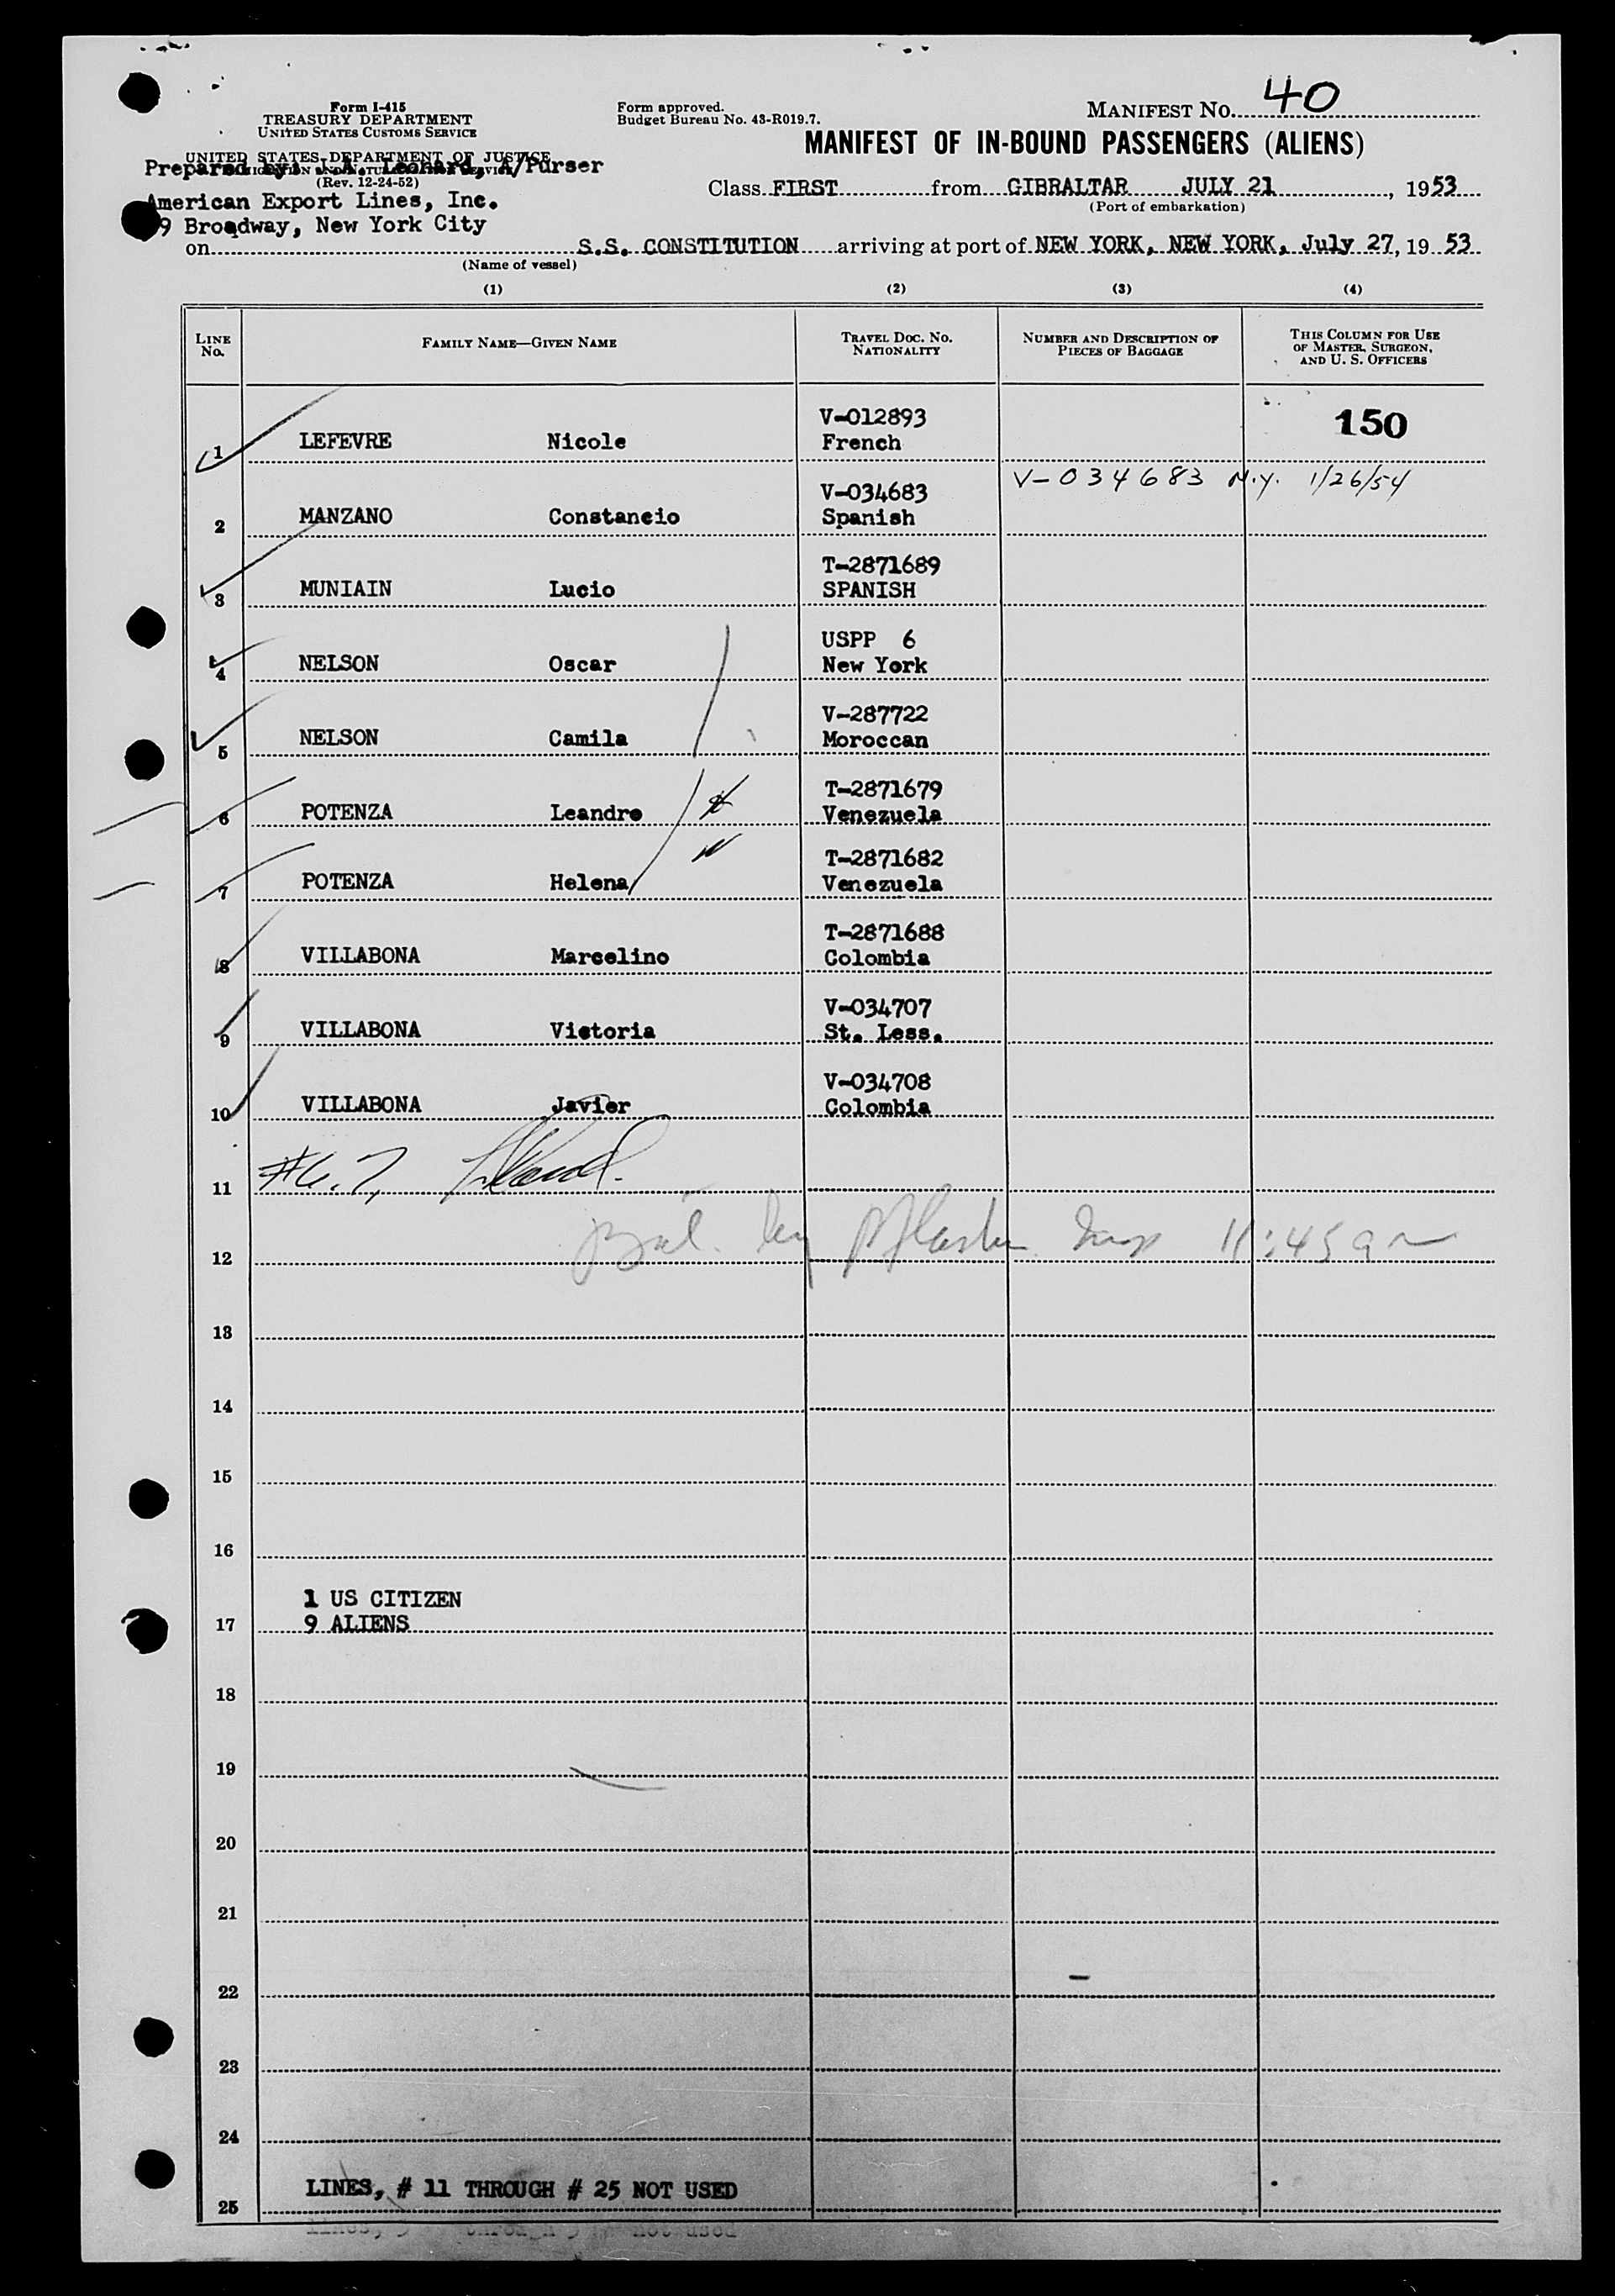 Form I-415
TREASURY DEPARTMENT
UNITED STATES CUSTOMS SERVICE
UNITED STATES DEPARTMENT OF JUSTICE
Prepared by: Leonard, A/Purser
(Rev. 12-24-52)
American Export Lines, Inc.
9 Broadway, New York City
Form approved.
Budget Bureau No. 43-R019.7.
MANIFEST No. 40
MANIFEST OF IN-BOUND PASSENGERS (ALIENS)
Class FIRST from GIBRALTAR JULY 21, 1953
(Port of embarkation)
on S.S. CONSTITUTION arriving at port of NEW YORK, NEW YORK, July 27, 1953
(Name of vessel)
(1) (2) (3) (4)
LINE No. FAMILY NAME—GIVEN NAME TRAVEL DOC. No. NATIONALITY NUMBER AND DESCRIPTION OF PIECES OF BAGGAGE THIS COLUMN FOR USE OF MASTER, SURGEON, AND U. S. OFFICERS
V-012893 150
1 LEFEVRE Nicole French
V-034683 V-034683 N.Y. 1/26/54
2 MANZANO Constancio Spanish
T-2871689
3 MUNIAIN Lucio SPANISH
USPP 6
4 NELSON Oscar New York
V-287722
5 NELSON Camila Moroccan
T-2871679
6 POTENZA Leandro Venezuela
T-2871682
7 POTENZA Helena Venezuela
T-2871688
8 VILLABONA Marcelino Colombia
V-034707
9 VILLABONA Victoria St. Less.
V-034708
10 VILLABONA Javier Colombia
11 #6.7,
12 by 11:45 am
13
14
15
16
1 US CITIZEN
17 9 ALIENS
18
19
20
21
22
23
24
LINES, # 11 THROUGH # 25 NOT USED
25